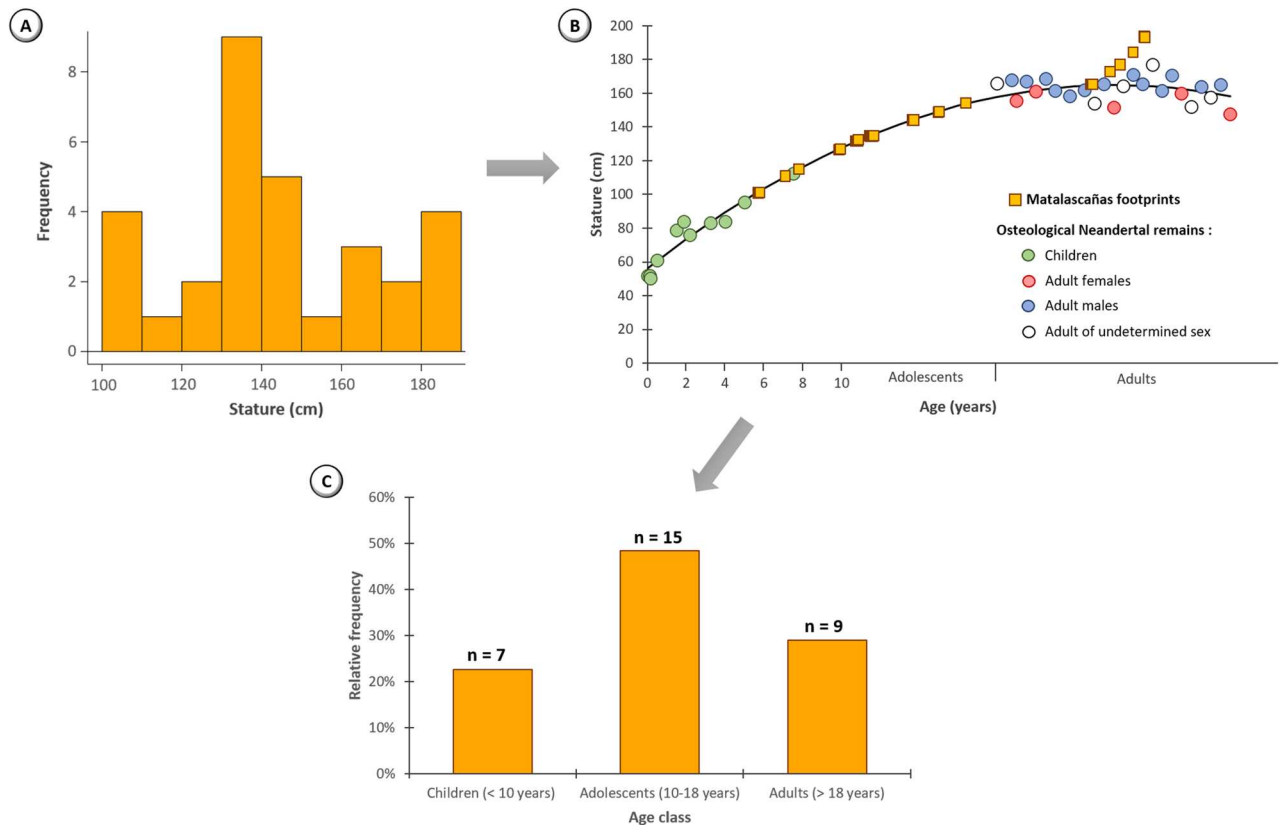 A
Frequency
8
6
4
2
0
100
120
140
160
180
Stature (cm)
B
Stature (cm)
200
180
160
140
120
100
80
60
40
20
0
0
2
4
6
8
10
Adolescents
Adults
Age (years)
Matalascañas footprints
Osteological Neandertal remains :
Children
Adult females
Adult males
Adult of undetermined sex
C
Relative frequency
60%
50%
40%
30%
20%
10%
0%
n = 7
n = 15
n = 9
Children (< 10 years)
Adolescents (10-18 years)
Adults (> 18 years)
Age class